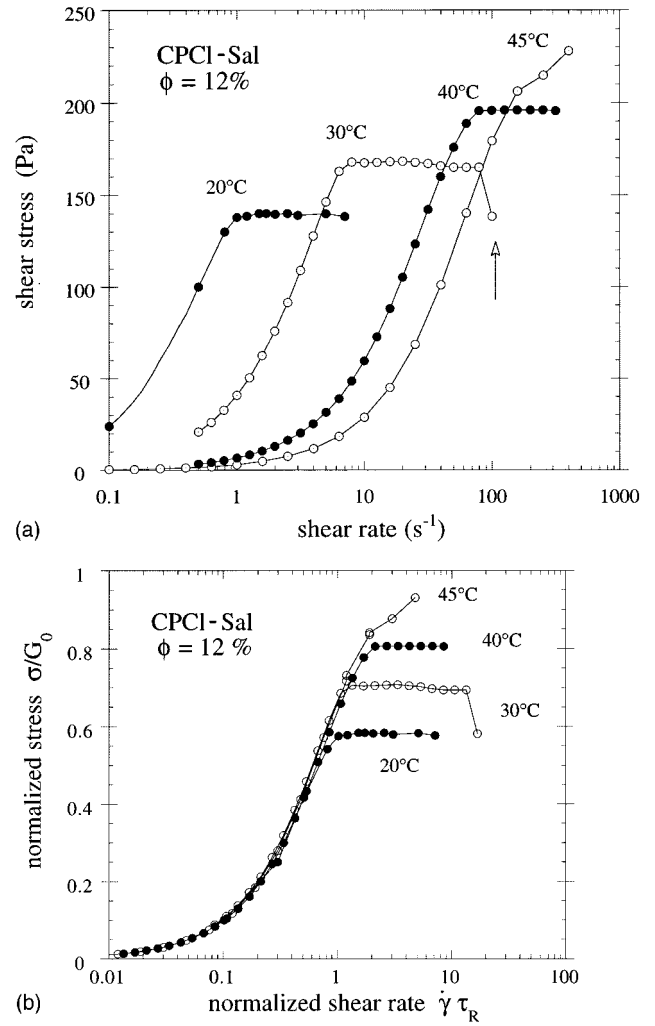 250
CPCl-Sal
ϕ = 12%
45°C
40°C
30°C
20°C
200
150
100
50
0
shear stress (Pa)
0.1 1 10 100 1000
(a)
shear rate (s⁻¹)
1
CPCl-Sal
ϕ = 12 %
45°C
40°C
30°C
20°C
0.8
0.6
0.4
0.2
0
normalized stress σ/G₀
0.01 0.1 1 10 100
(b)
normalized shear rate γ̇ τ_R